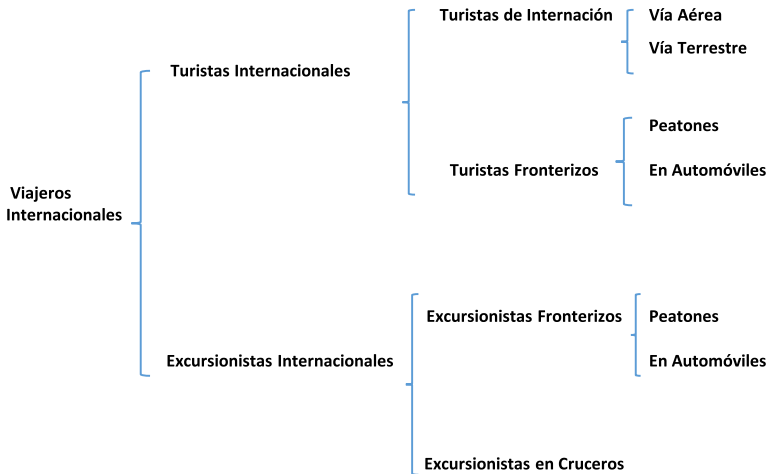 Viajeros
Internacionales
Turistas Internacionales
Turistas de Internación
Vía Aérea
Vía Terrestre
Turistas Fronterizos
Peatones
En Automóviles
Excursionistas Internacionales
Excursionistas Fronterizos
Peatones
En Automóviles
Excursionistas en Cruceros